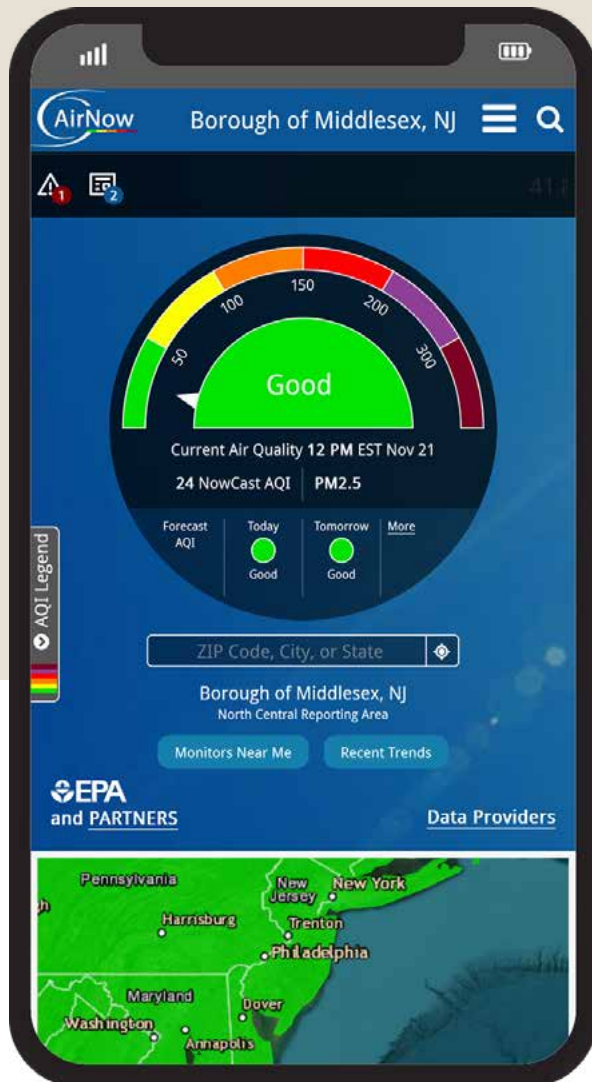 AirNow
Borough of Middlesex, NJ
1
2
50
100
150
200
300
Good
Current Air Quality 12 PM EST Nov 21
24 NowCast AQI PM2.5
Forecast AQI
Today
Good
Tomorrow
Good
More
AQI Legend
ZIP Code, City, or State
Borough of Middlesex, NJ
North Central Reporting Area
Monitors Near Me Recent Trends
EPA
and PARTNERS
Data Providers
Pennsylvania
New Jersey
New York
Harrisburg
Trenton
Philadelphia
Maryland
Dover
Washington
Annapolis